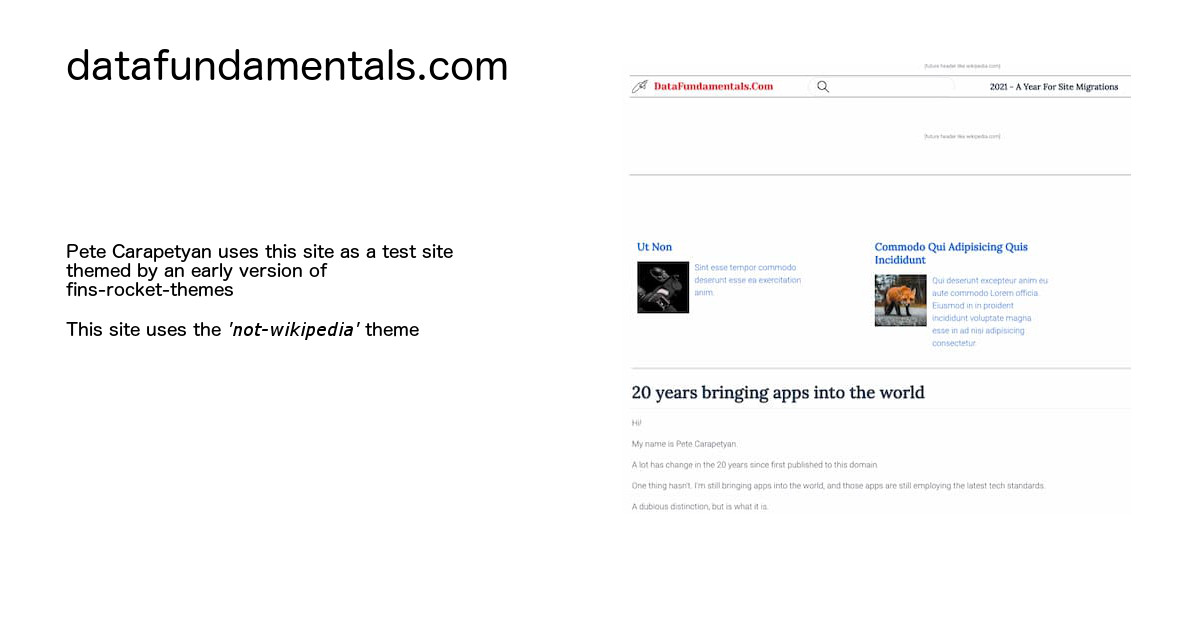 datafundamentals.com
Pete Carapetyan uses this site as a test site
themed by an early version of
fins-rocket-themes
This site uses the 'not-wikipedia' theme
[future header like wikipedia.com]
DataFundamentals.Com
2021 - A Year For Site Migrations
[future header like wikipedia.com]
Ut Non
Sint esse tempor commodo
deserunt esse ea exercitation
anim.
Commodo Qui Adipisicing Quis
Incididunt
Qui deserunt excepteur anim eu
aute commodo Lorem officia.
Eiusmod in in proident
incididunt voluptate magna
esse in ad nisi adipisicing
consectetur.
20 years bringing apps into the world
Hi!
My name is Pete Carapetyan.
A lot has change in the 20 years since first published to this domain.
One thing hasn't. I'm still bringing apps into the world, and those apps are still employing the latest tech standards.
A dubious distinction, but is what it is.